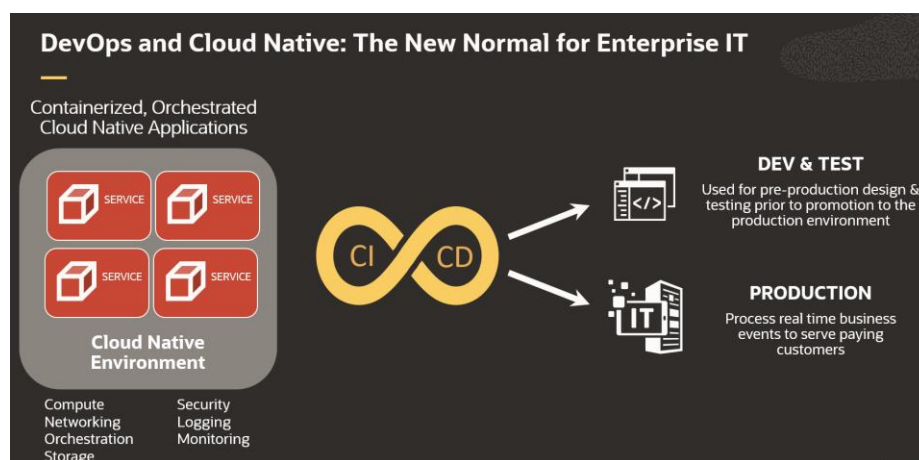 DevOps and Cloud Native: The New Normal for Enterprise IT
Containerized, Orchestrated
Cloud Native Applications
SERVICE
SERVICE
SERVICE
SERVICE
Cloud Native
Environment
Compute
Networking
Orchestration
Storage
Security
Logging
Monitoring
CI
CD
</>
DEV & TEST
Used for pre-production design &
testing prior to promotion to the
production environment
IT
PRODUCTION
Process real time business
events to serve paying
customers